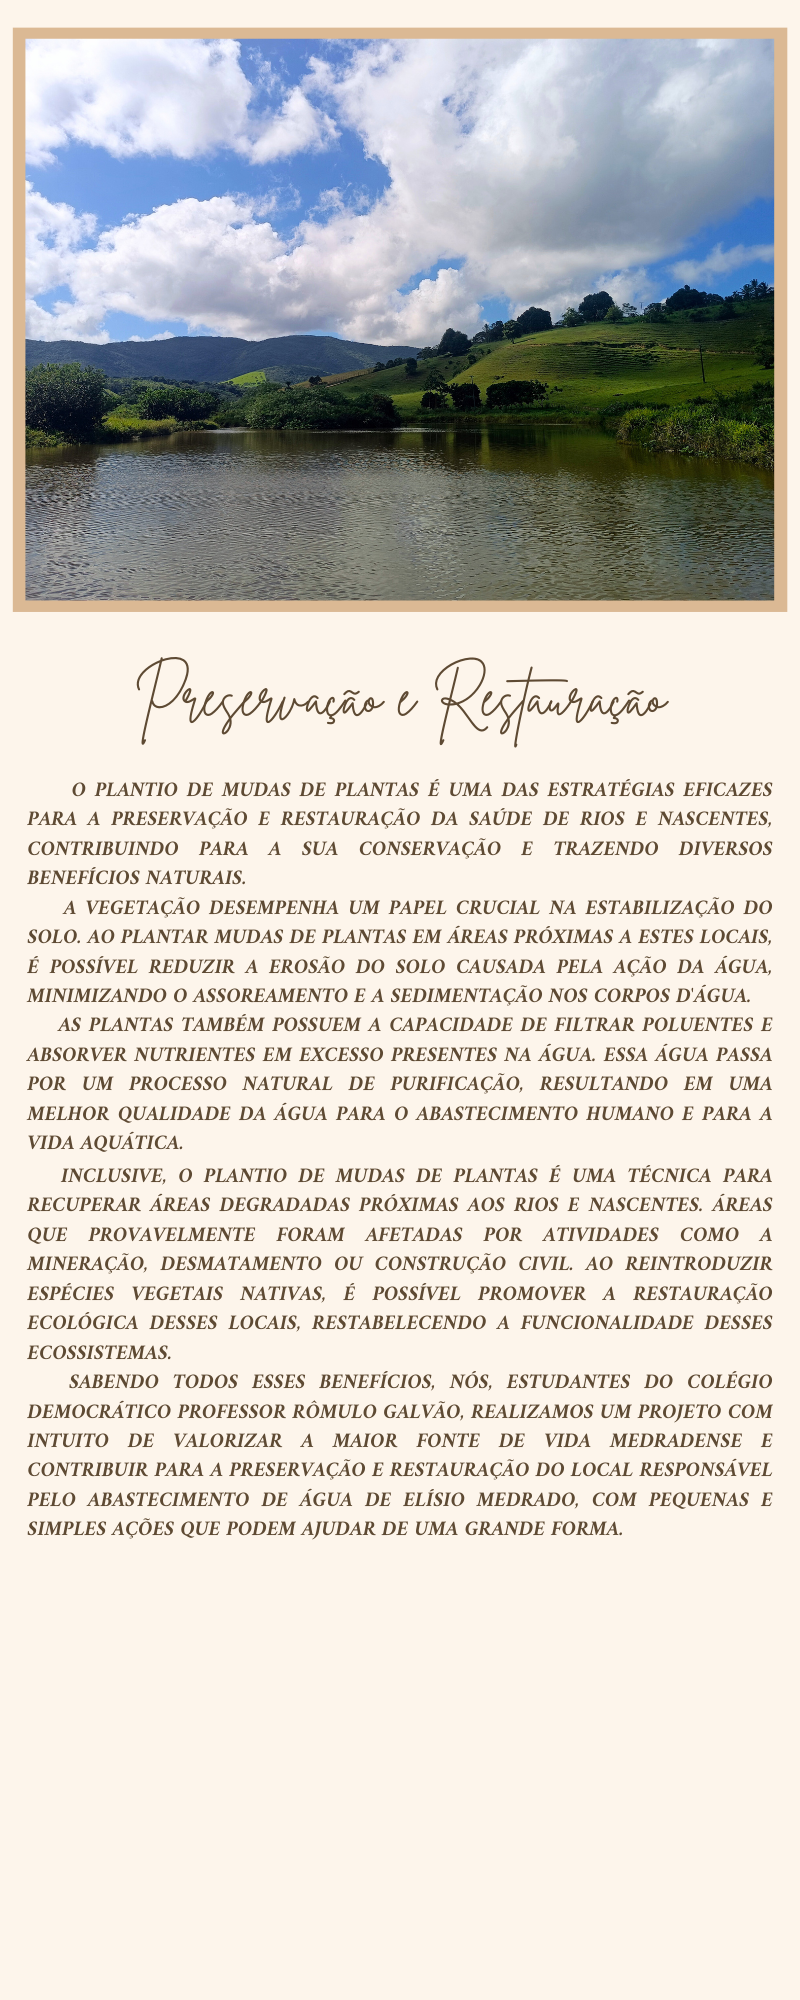 Preservação e Restauração
O PLANTIO DE MUDAS DE PLANTAS É UMA DAS ESTRATÉGIAS EFICAZES
PARA A PRESERVAÇÃO E RESTAURAÇÃO DA SAÚDE DE RIOS E NASCENTES,
CONTRIBUINDO PARA A SUA CONSERVAÇÃO E TRAZENDO DIVERSOS
BENEFÍCIOS NATURAIS.
A VEGETAÇÃO DESEMPENHA UM PAPEL CRUCIAL NA ESTABILIZAÇÃO DO
SOLO. AO PLANTAR MUDAS DE PLANTAS EM ÁREAS PRÓXIMAS A ESTES LOCAIS,
É POSSÍVEL REDUZIR A EROSÃO DO SOLO CAUSADA PELA AÇÃO DA ÁGUA,
MINIMIZANDO O ASSOREAMENTO E A SEDIMENTAÇÃO NOS CORPOS D'ÁGUA.
AS PLANTAS TAMBÉM POSSUEM A CAPACIDADE DE FILTRAR POLUENTES E
ABSORVER NUTRIENTES EM EXCESSO PRESENTES NA ÁGUA. ESSA ÁGUA PASSA
POR UM PROCESSO NATURAL DE PURIFICAÇÃO, RESULTANDO EM UMA
MELHOR QUALIDADE DA ÁGUA PARA O ABASTECIMENTO HUMANO E PARA A
VIDA AQUÁTICA.
INCLUSIVE, O PLANTIO DE MUDAS DE PLANTAS É UMA TÉCNICA PARA
RECUPERAR ÁREAS DEGRADADAS PRÓXIMAS AOS RIOS E NASCENTES. ÁREAS
QUE PROVAVELMENTE FORAM AFETADAS POR ATIVIDADES COMO A
MINERAÇÃO, DESMATAMENTO OU CONSTRUÇÃO CIVIL. AO REINTRODUZIR
ESPÉCIES VEGETAIS NATIVAS, É POSSÍVEL PROMOVER A RESTAURAÇÃO
ECOLÓGICA DESSES LOCAIS, RESTABELECENDO A FUNCIONALIDADE DESSES
ECOSSISTEMAS.
SABENDO TODOS ESSES BENEFÍCIOS, NÓS, ESTUDANTES DO COLÉGIO
DEMOCRÁTICO PROFESSOR RÔMULO GALVÃO, REALIZAMOS UM PROJETO COM
INTUITO DE VALORIZAR A MAIOR FONTE DE VIDA MEDRADENSE E
CONTRIBUIR PARA A PRESERVAÇÃO E RESTAURAÇÃO DO LOCAL RESPONSÁVEL
PELO ABASTECIMENTO DE ÁGUA DE ELÍSIO MEDRADO, COM PEQUENAS E
SIMPLES AÇÕES QUE PODEM AJUDAR DE UMA GRANDE FORMA.